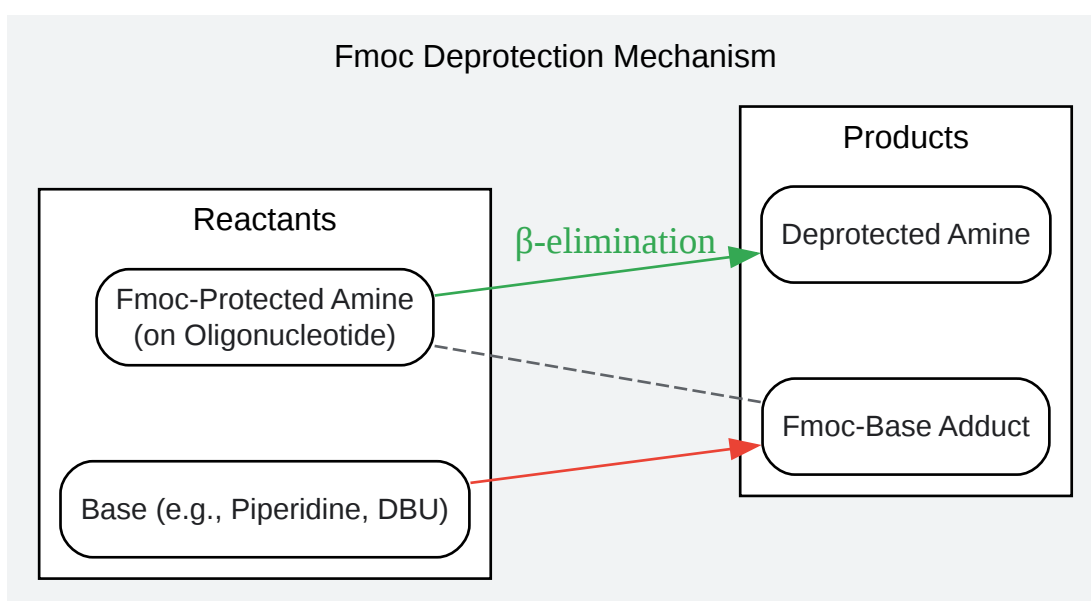 Fmoc Deprotection Mechanism
Reactants
Fmoc-Protected Amine
(on Oligonucleotide)
Base (e.g., Piperidine, DBU)
β-elimination
Products
Deprotected Amine
Fmoc-Base Adduct